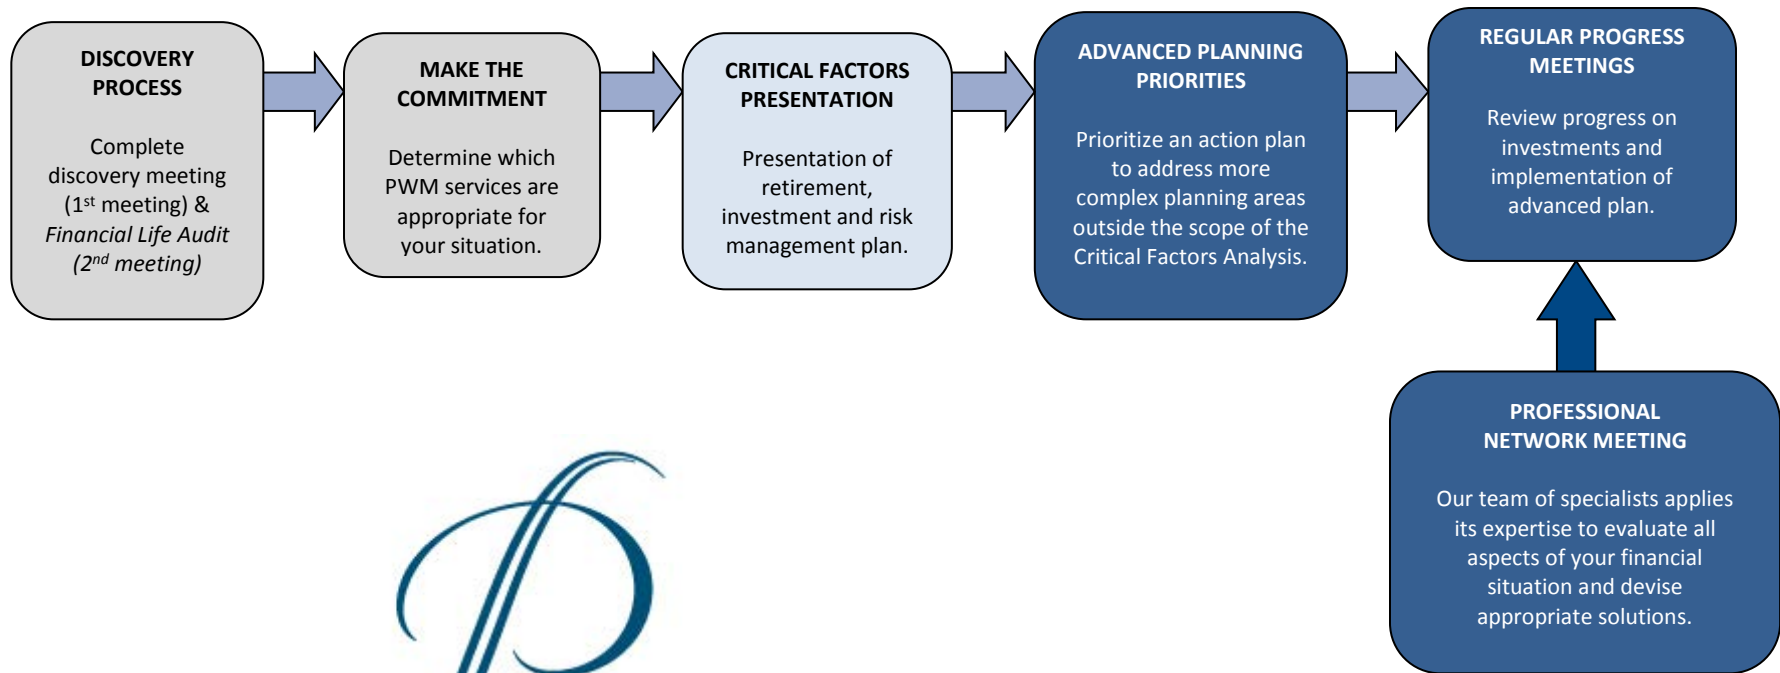 DISCOVERY
PROCESS
Complete
discovery meeting
(1st meeting) &
Financial Life Audit
(2nd meeting)
MAKE THE
COMMITMENT
Determine which
PWM services are
appropriate for
your situation.
CRITICAL FACTORS
PRESENTATION
Presentation of
retirement,
investment and risk
management plan.
ADVANCED PLANNING
PRIORITIES
Prioritize an action plan
to address more
complex planning areas
outside the scope of the
Critical Factors Analysis.
REGULAR PROGRESS
MEETINGS
Review progress on
investments and
implementation of
advanced plan.
PROFESSIONAL
NETWORK MEETING
Our team of specialists applies
its expertise to evaluate all
aspects of your financial
situation and devise
appropriate solutions.